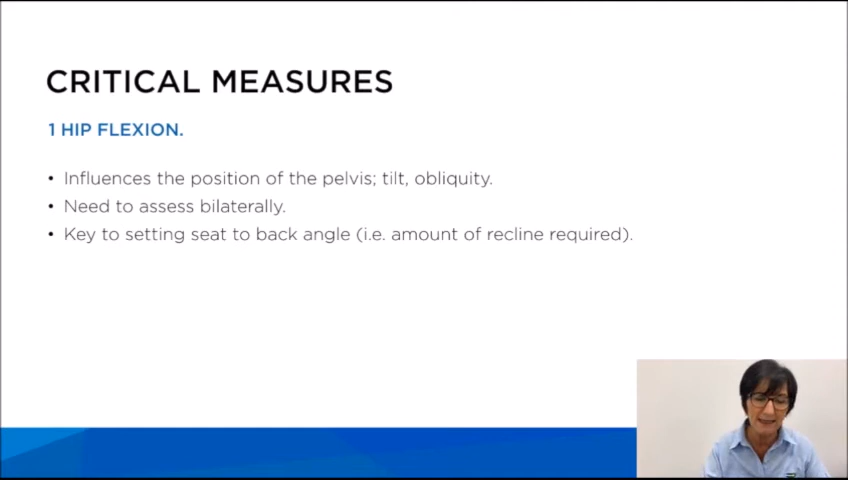 CRITICAL MEASURES
1 HIP FLEXION.
• Influences the position of the pelvis; tilt, obliquity.
• Need to assess bilaterally.
• Key to setting seat to back angle (i.e. amount of recline required).